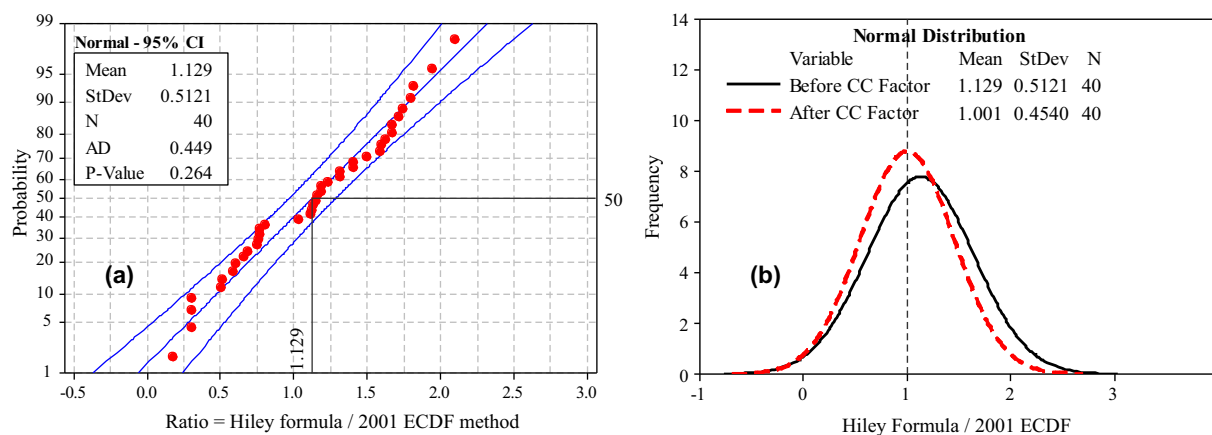 99
95
90
80
70
60
50
40
30
20
10
5
1
Probability
Normal - 95% CI
Mean 1.129
StDev 0.5121
N 40
AD 0.449
P-Value 0.264
50
(a)
1.129
-0.5 0.0 0.5 1.0 1.5 2.0 2.5 3.0
Ratio = Hiley formula / 2001 ECDF method
14
12
10
8
6
4
2
0
Frequency
Normal Distribution
Variable Mean StDev N
Before CC Factor 1.129 0.5121 40
After CC Factor 1.001 0.4540 40
(b)
-1 0 1 2 3
Hiley Formula / 2001 ECDF